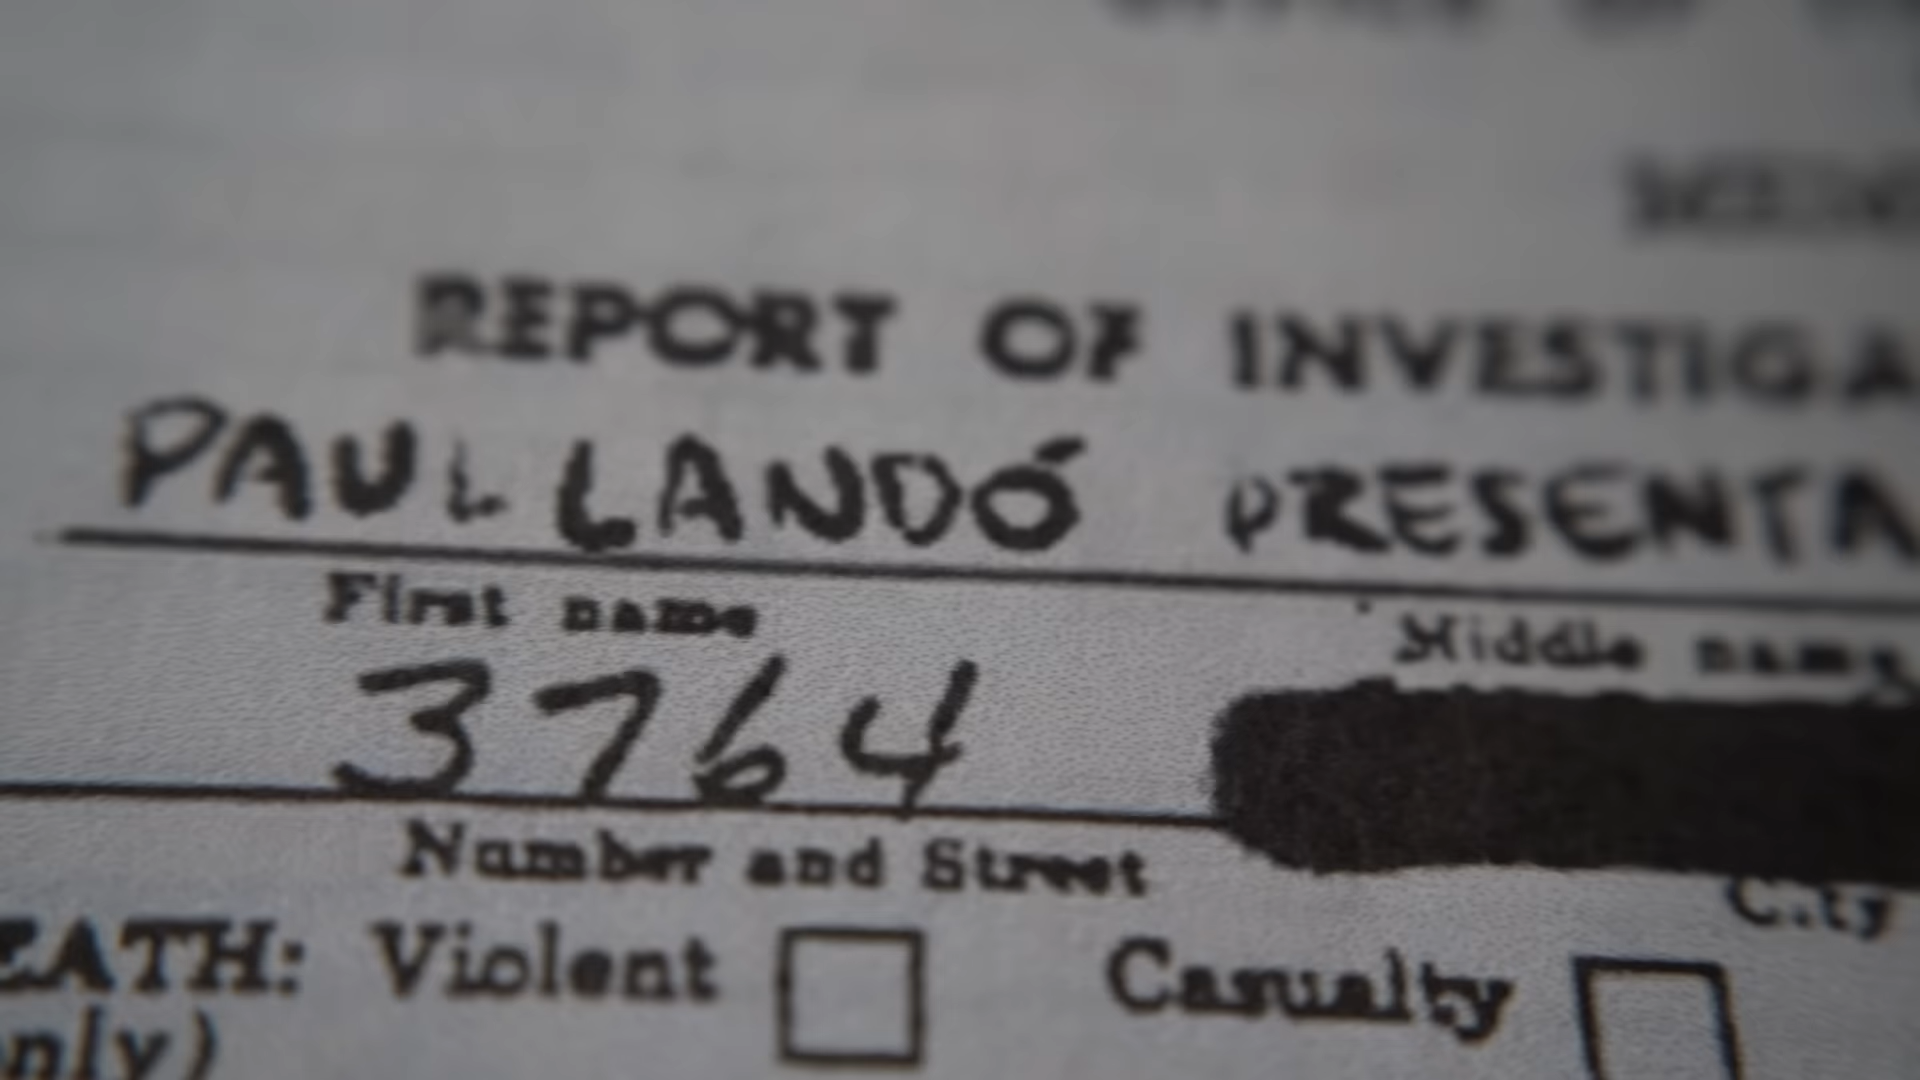 REPORT OF INVESTIGA
PAUL LANDÓ PRESENTA
First name Middle name
3764
Number and Street City
EATH: Violent Casualty
nly)